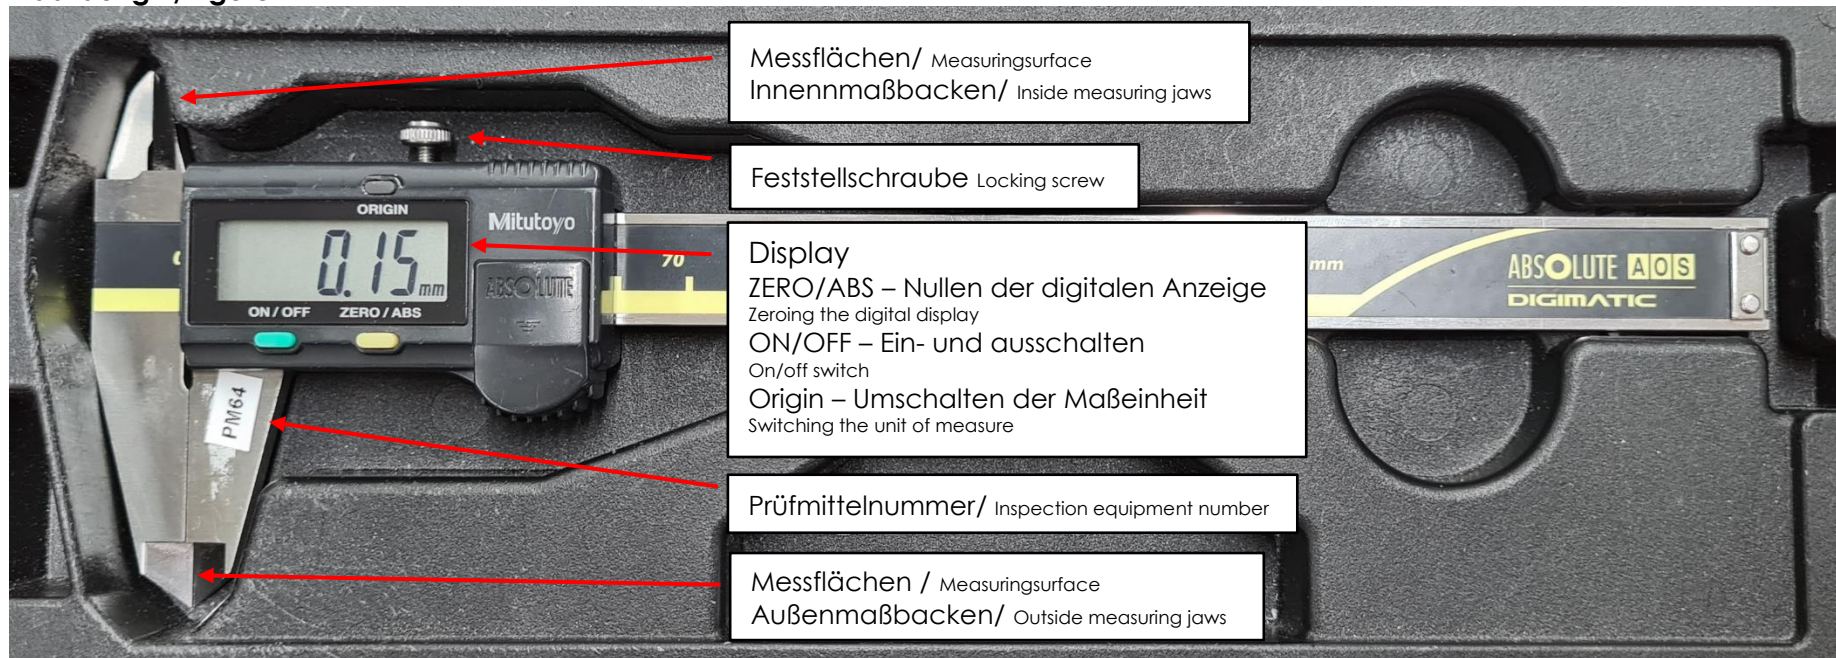 Messflächen/ Measuringsurface
Innennmaßbacken/ Inside measuring jaws
Feststellschraube Locking screw
ORIGIN
Mitutoyo
0.15 mm
ABSOLUTE
ON / OFF ZERO / ABS
70
Display
ZERO/ABS – Nullen der digitalen Anzeige
Zeroing the digital display
ON/OFF – Ein- und ausschalten
On/off switch
Origin – Umschalten der Maßeinheit
Switching the unit of measure
mm
ABSOLUTE AOS
DIGIMATIC
PM64
Prüfmittelnummer/ Inspection equipment number
Messflächen / Measuringsurface
Außenmaßbacken/ Outside measuring jaws